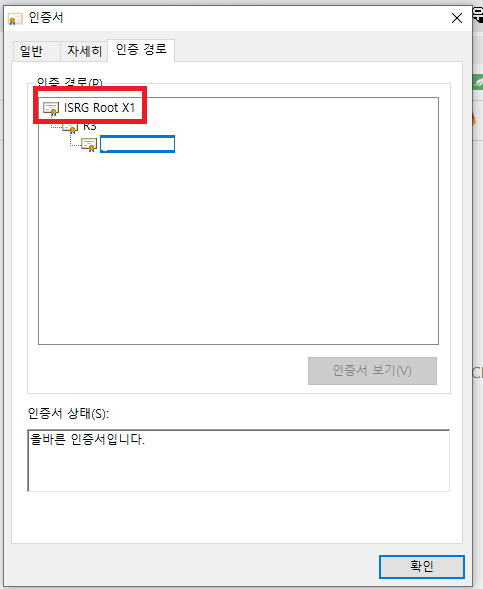 인증서
일반 자세히 인증 경로
인증 경로(P)
ISRG Root X1
R3
인증서 보기(V)
인증서 상태(S):
올바른 인증서입니다.
확인